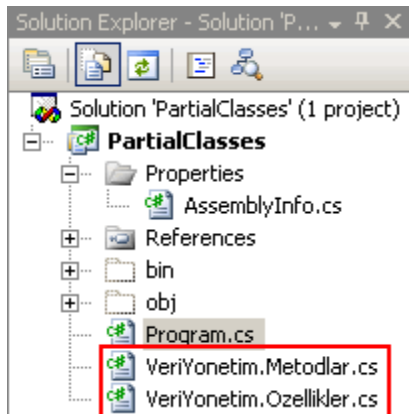 Solution Explorer - Solution 'P...
Solution 'PartialClasses' (1 project)
PartialClasses
Properties
AssemblyInfo.cs
References
bin
obj
Program.cs
VeriYonetim.Metodlar.cs
VeriYonetim.Ozellikler.cs